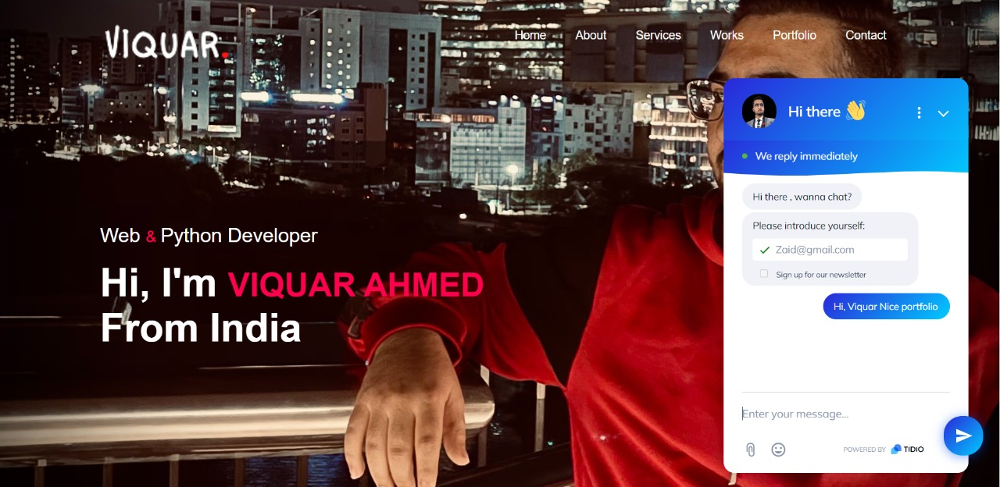 VIQUAR.
Home About Services Works Portfolio Contact
Web & Python Developer
Hi, I'm VIQUAR AHMED
From India
Hi there 👋
We reply immediately
Hi there , wanna chat?
Please introduce yourself:
Zaid@gmail.com
Sign up for our newsletter
Hi, Viquar Nice portfolio
Enter your message...
POWERED BY TIDIO